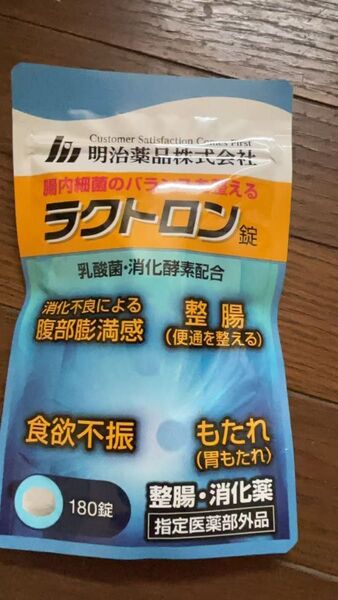 Customer Satisfaction Comes First
明治薬品株式会社
腸内細菌のバランスを整える
ラクトロン錠
乳酸菌・消化酵素配合
消化不良による
腹部膨満感
整腸
(便通を整える)
食欲不振
もたれ
(胃もたれ)
180錠
整腸・消化薬
指定医薬部外品